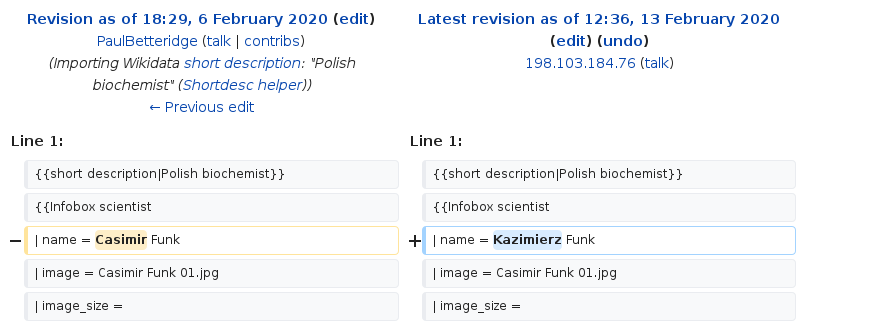 Revision as of 18:29, 6 February 2020 (edit)
PaulBetteridge (talk | contribs)
(Importing Wikidata short description: "Polish
biochemist" (Shortdesc helper))
← Previous edit
Latest revision as of 12:36, 13 February 2020
(edit) (undo)
198.103.184.76 (talk)
Line 1:
Line 1:
{{short description|Polish biochemist}}
{{short description|Polish biochemist}}
{{Infobox scientist
{{Infobox scientist
− | name = Casimir Funk
+ | name = Kazimierz Funk
| image = Casimir Funk 01.jpg
| image = Casimir Funk 01.jpg
| image_size =
| image_size =